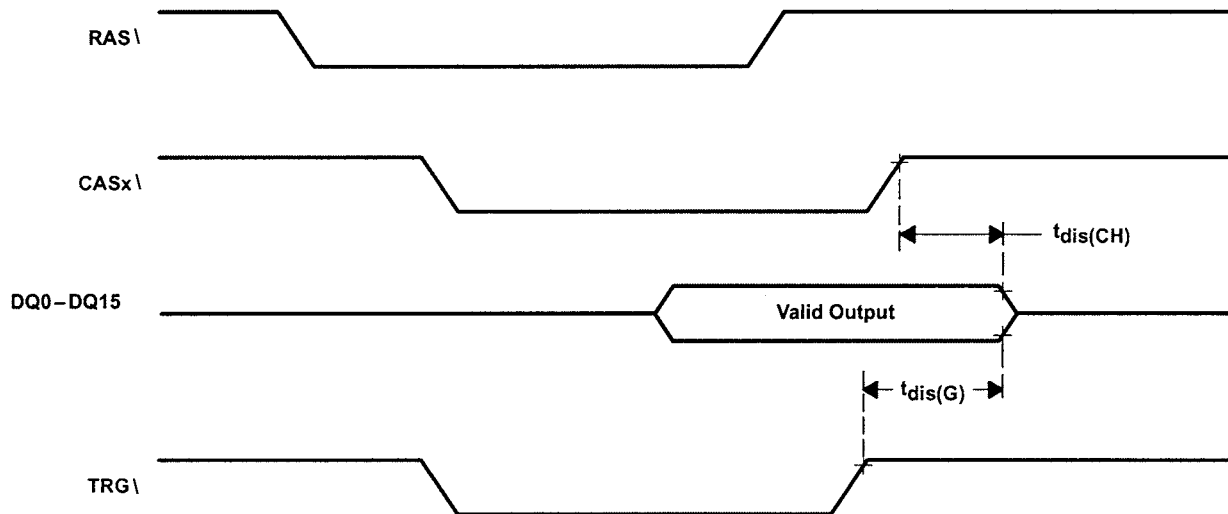 RAS\
CASx\
tdis(CH)
DQ0–DQ15
Valid Output
tdis(G)
TRG\